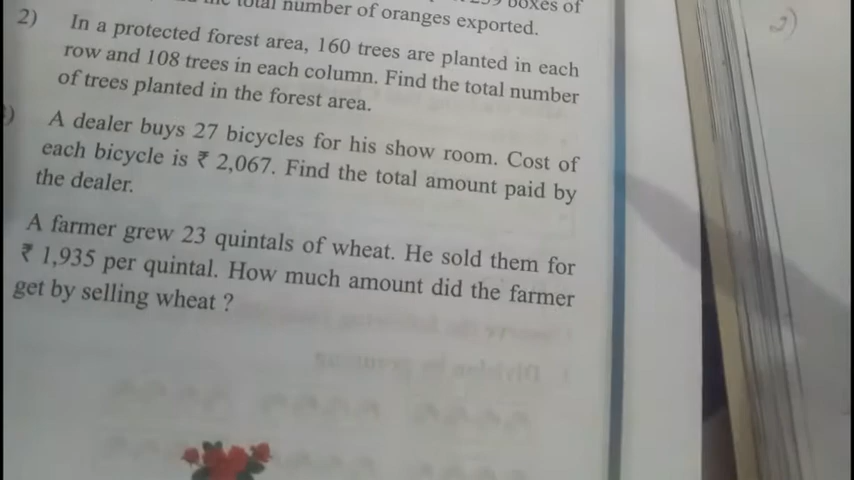 total number of oranges exported. boxes of
2) In a protected forest area, 160 trees are planted in each
row and 108 trees in each column. Find the total number
of trees planted in the forest area.
) A dealer buys 27 bicycles for his show room. Cost of
each bicycle is ₹ 2,067. Find the total amount paid by
the dealer.
A farmer grew 23 quintals of wheat. He sold them for
₹ 1,935 per quintal. How much amount did the farmer
get by selling wheat ?
2)